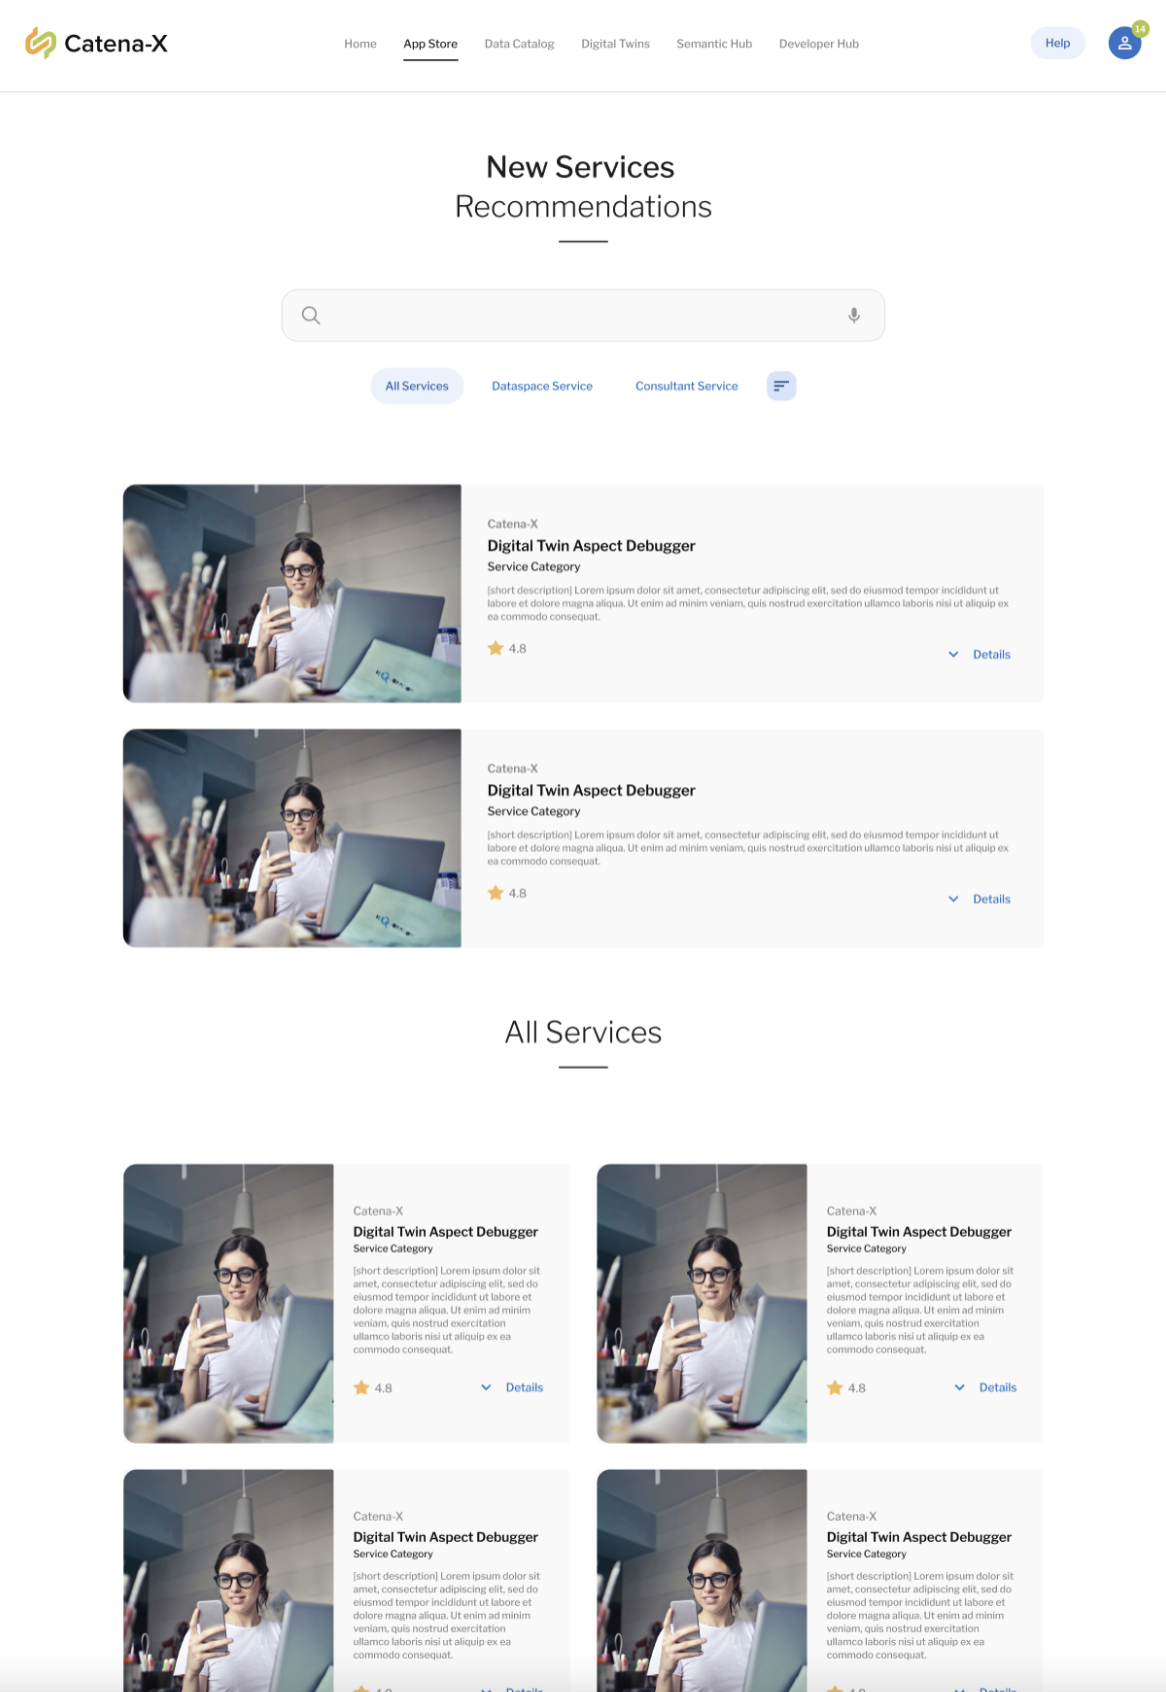 Catena-X
Home
App Store
Data Catalog
Digital Twins
Semantic Hub
Developer Hub
Help
14
New Services
Recommendations
All Services
Dataspace Service
Consultant Service
Catena-X
Digital Twin Aspect Debugger
Service Category
[short description] Lorem ipsum dolor sit amet, consectetur adipiscing elit, sed do eiusmod tempor incididunt ut
labore et dolore magna aliqua. Ut enim ad minim veniam, quis nostrud exercitation ullamco laboris nisi ut aliquip ex
ea commodo consequat.
4.8
Details
Catena-X
Digital Twin Aspect Debugger
Service Category
[short description] Lorem ipsum dolor sit amet, consectetur adipiscing elit, sed do eiusmod tempor incididunt ut
labore et dolore magna aliqua. Ut enim ad minim veniam, quis nostrud exercitation ullamco laboris nisi ut aliquip ex
ea commodo consequat.
4.8
Details
All Services
Catena-X
Digital Twin Aspect Debugger
Service Category
[short description] Lorem ipsum dolor sit
amet, consectetur adipiscing elit, sed do
eiusmod tempor incididunt ut labore et
dolore magna aliqua. Ut enim ad minim
veniam, quis nostrud exercitation
ullamco laboris nisi ut aliquip ex ea
commodo consequat.
4.8
Details
Catena-X
Digital Twin Aspect Debugger
Service Category
[short description] Lorem ipsum dolor sit
amet, consectetur adipiscing elit, sed do
eiusmod tempor incididunt ut labore et
dolore magna aliqua. Ut enim ad minim
veniam, quis nostrud exercitation
ullamco laboris nisi ut aliquip ex ea
commodo consequat.
4.8
Details
Catena-X
Digital Twin Aspect Debugger
Service Category
[short description] Lorem ipsum dolor sit
amet, consectetur adipiscing elit, sed do
eiusmod tempor incididunt ut labore et
dolore magna aliqua. Ut enim ad minim
veniam, quis nostrud exercitation
ullamco laboris nisi ut aliquip ex ea
commodo consequat.
4.8
Details
Catena-X
Digital Twin Aspect Debugger
Service Category
[short description] Lorem ipsum dolor sit
amet, consectetur adipiscing elit, sed do
eiusmod tempor incididunt ut labore et
dolore magna aliqua. Ut enim ad minim
veniam, quis nostrud exercitation
ullamco laboris nisi ut aliquip ex ea
commodo consequat.
4.8
Details